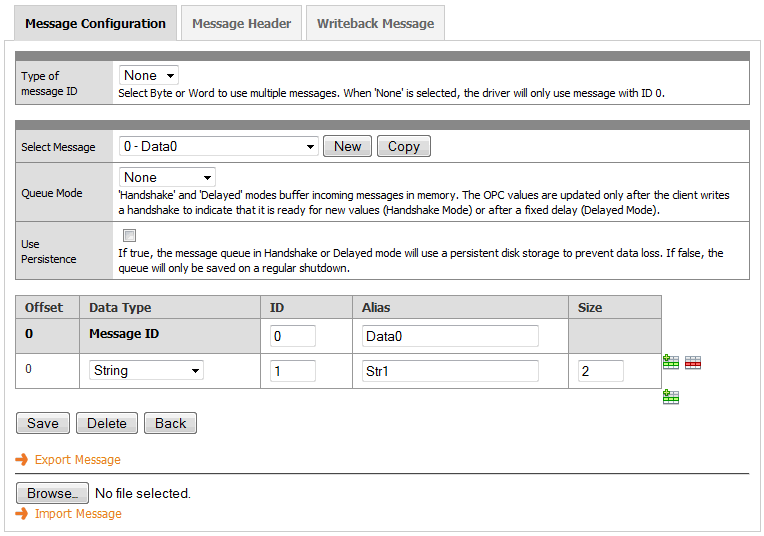 Message Configuration Message Header Writeback Message
Type of
message ID
None
Select Byte or Word to use multiple messages. When 'None' is selected, the driver will only use message with ID 0.
Select Message 0 - Data0 New Copy
Queue Mode
None
'Handshake' and 'Delayed' modes buffer incoming messages in memory. The OPC values are updated only after the client writes
a handshake to indicate that it is ready for new values (Handshake Mode) or after a fixed delay (Delayed Mode).
Use
Persistence
If true, the message queue in Handshake or Delayed mode will use a persistent disk storage to prevent data loss. If false, the
queue will only be saved on a regular shutdown.
Offset Data Type ID Alias Size
0 Message ID 0 Data0
0 String 1 Str1 2
Save Delete Back
Export Message
Browse... No file selected.
Import Message